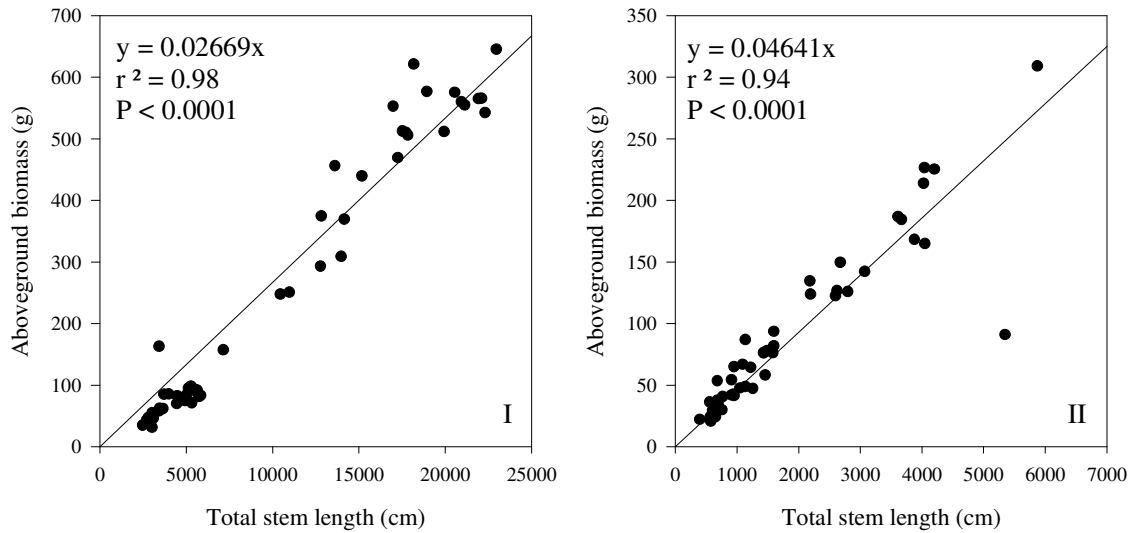 700
600
500
400
300
200
100
0
y = 0.02669x
r ² = 0.98
P < 0.0001
I
0 5000 10000 15000 20000 25000
Total stem length (cm)
Aboveground biomass (g)
350
300
250
200
150
100
50
0
y = 0.04641x
r ² = 0.94
P < 0.0001
II
0 1000 2000 3000 4000 5000 6000 7000
Total stem length (cm)
Aboveground biomass (g)